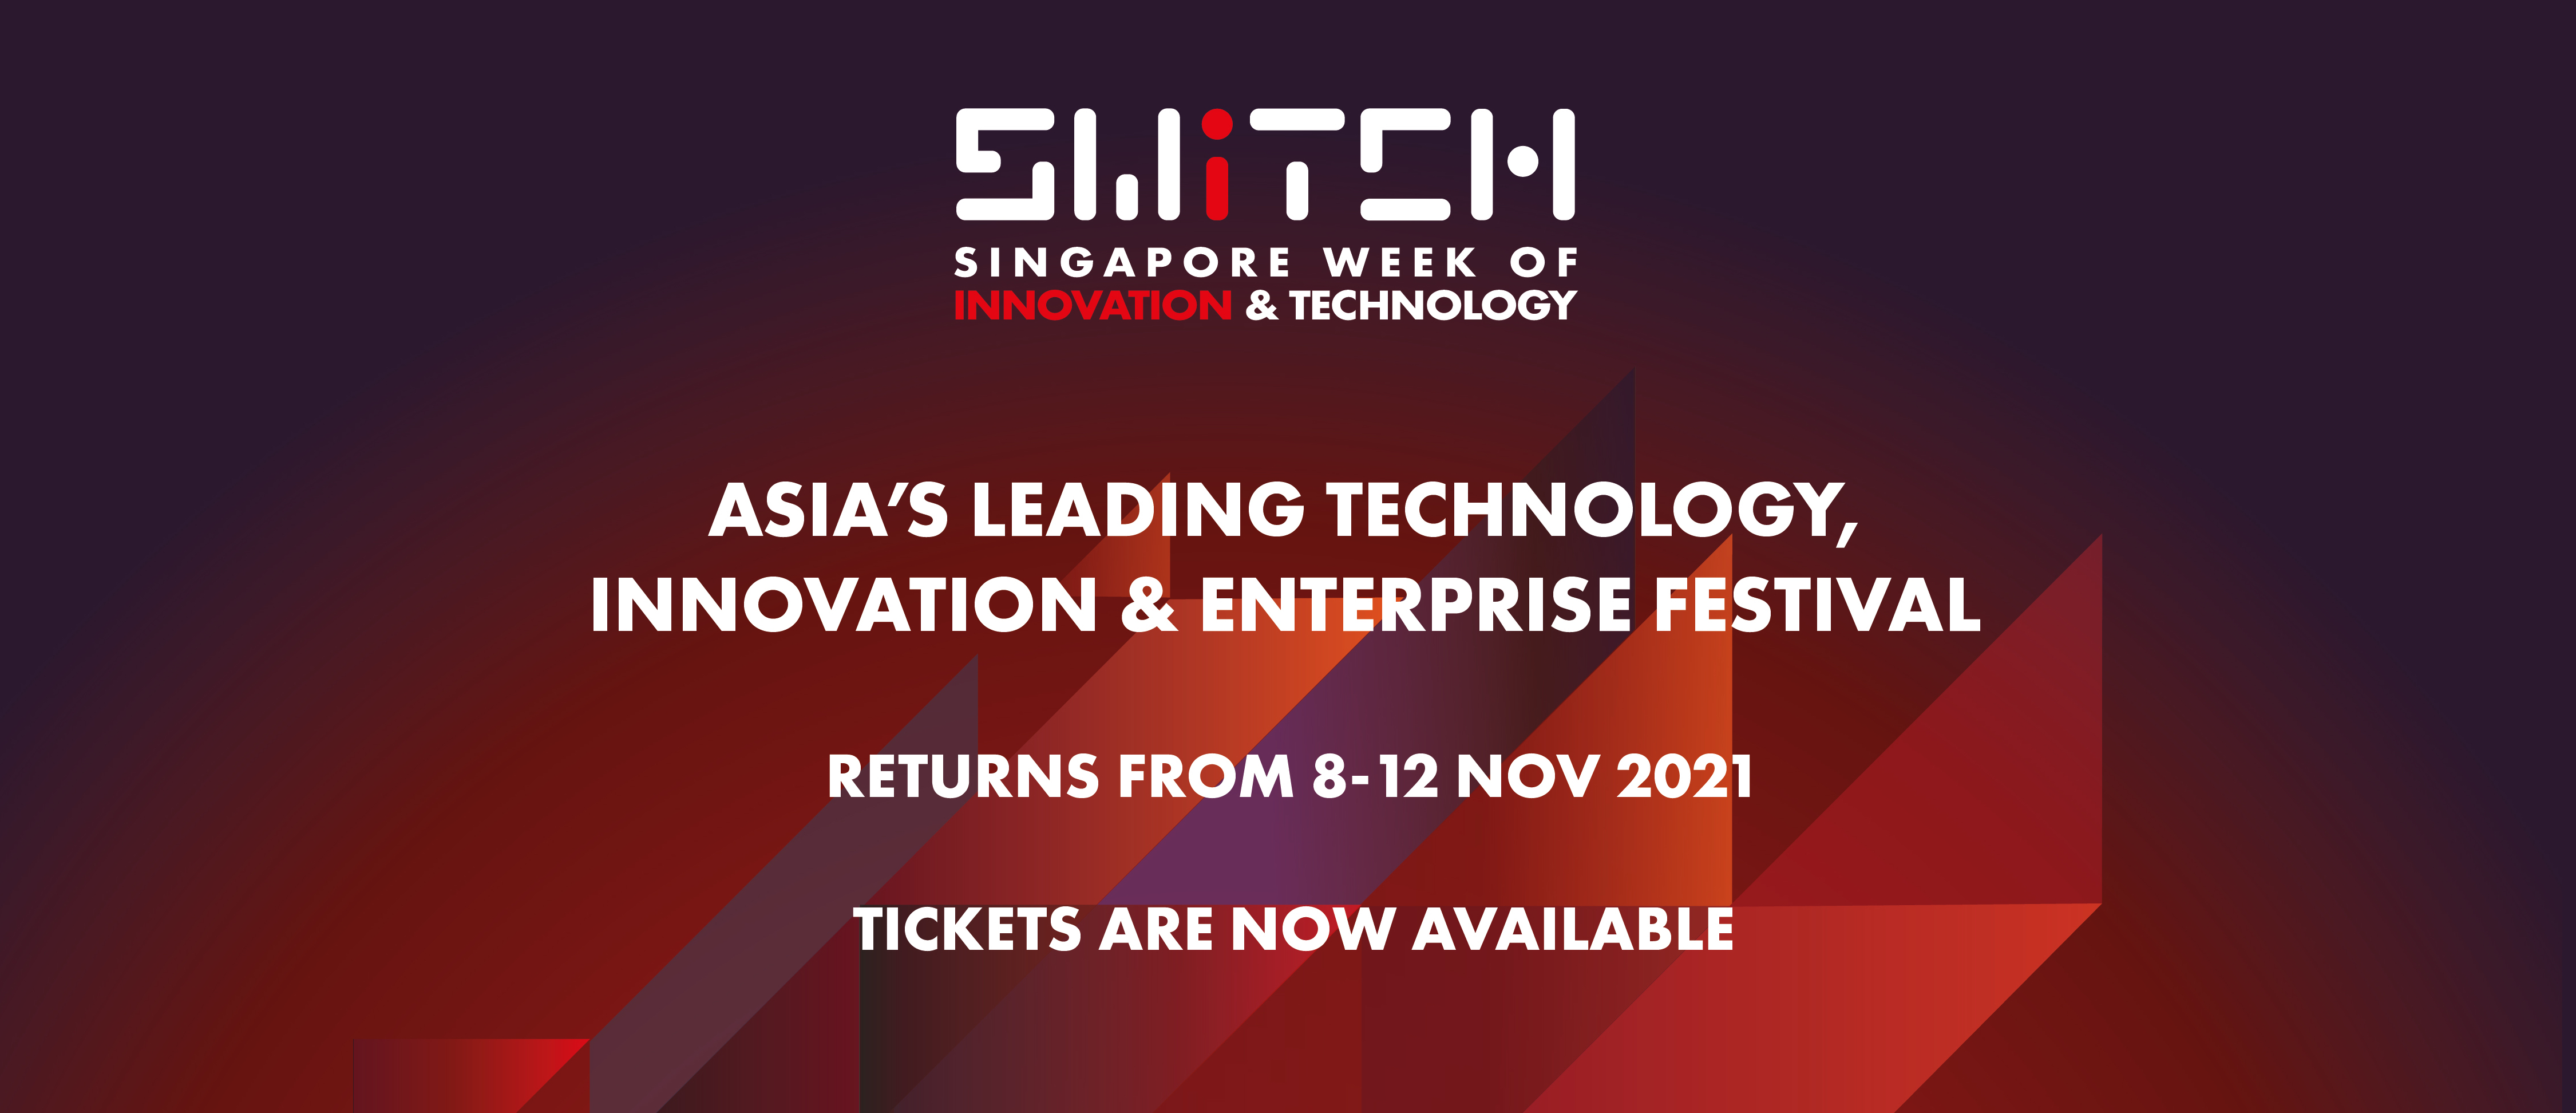 SWiTCH
SINGAPORE WEEK OF
INNOVATION & TECHNOLOGY
ASIA’S LEADING TECHNOLOGY,
INNOVATION & ENTERPRISE FESTIVAL
RETURNS FROM 8-12 NOV 2021
TICKETS ARE NOW AVAILABLE